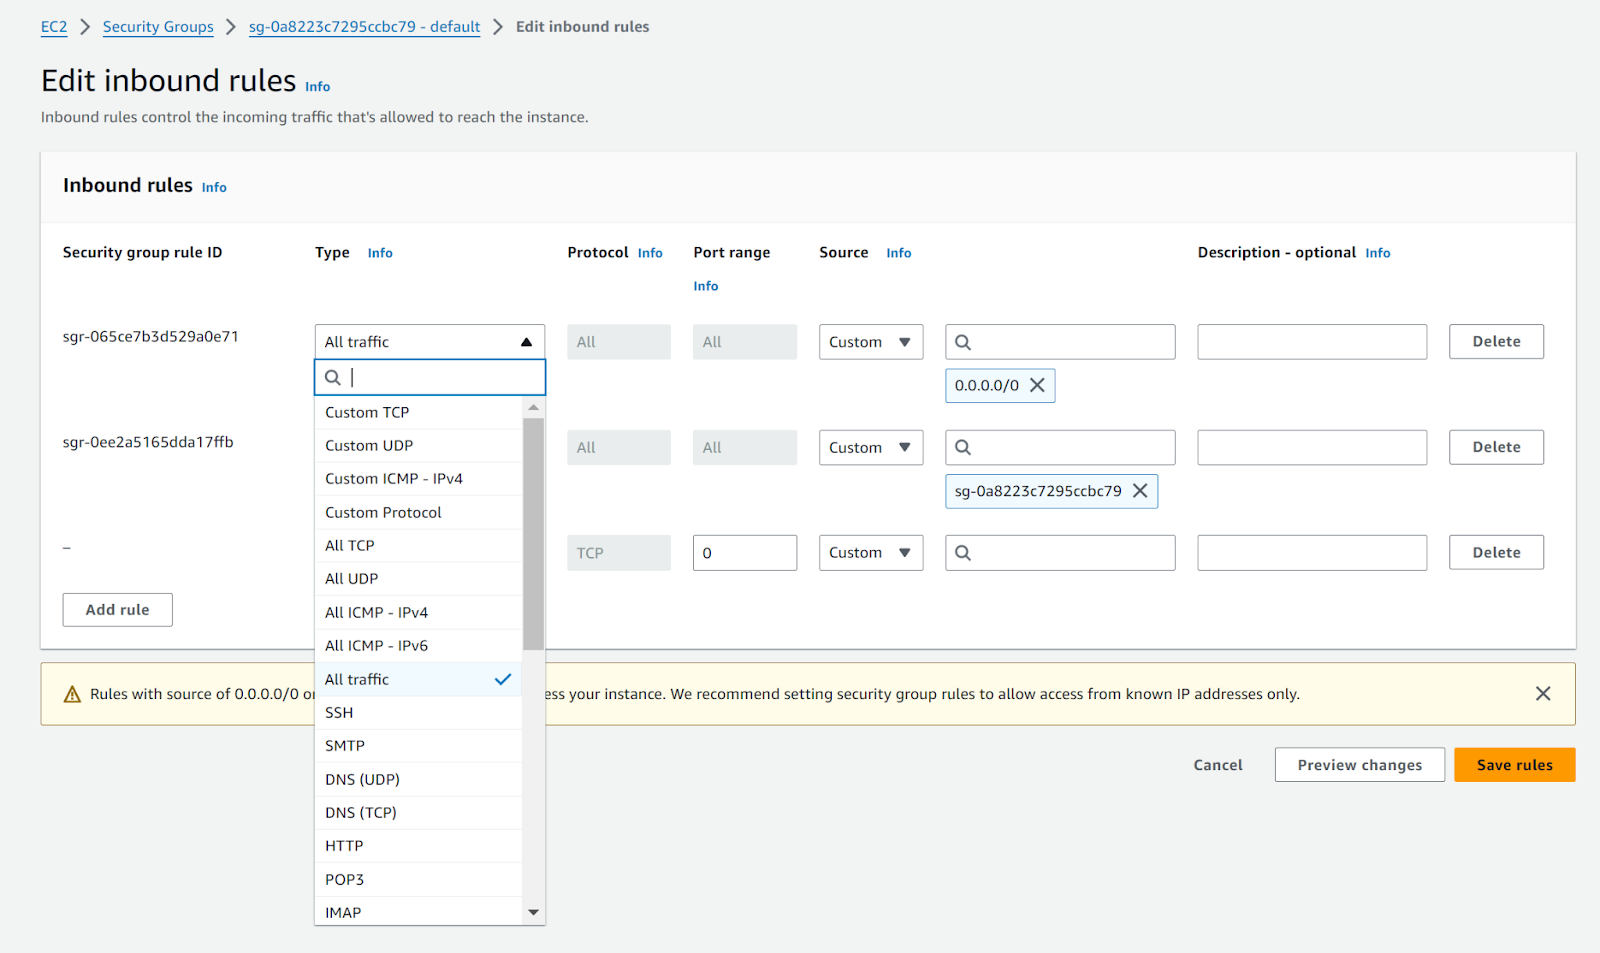 EC2 > Security Groups > sg-0a8223c7295ccbc79 - default > Edit inbound rules
Edit inbound rules Info
Inbound rules control the incoming traffic that's allowed to reach the instance.
Inbound rules Info
Security group rule ID Type Info Protocol Info Port range Info Source Info Description - optional Info
sgr-065ce7b3d529a0e71 All traffic All All Custom Delete
0.0.0.0/0
sgr-0ee2a5165dda17ffb All All Custom Delete
sg-0a8223c7295ccbc79
– TCP 0 Custom Delete
Add rule
Custom TCP
Custom UDP
Custom ICMP - IPv4
Custom Protocol
All TCP
All UDP
All ICMP - IPv4
All ICMP - IPv6
All traffic
SSH
SMTP
DNS (UDP)
DNS (TCP)
HTTP
POP3
IMAP
Rules with source of 0.0.0.0/0 or ess your instance. We recommend setting security group rules to allow access from known IP addresses only.
Cancel Preview changes Save rules